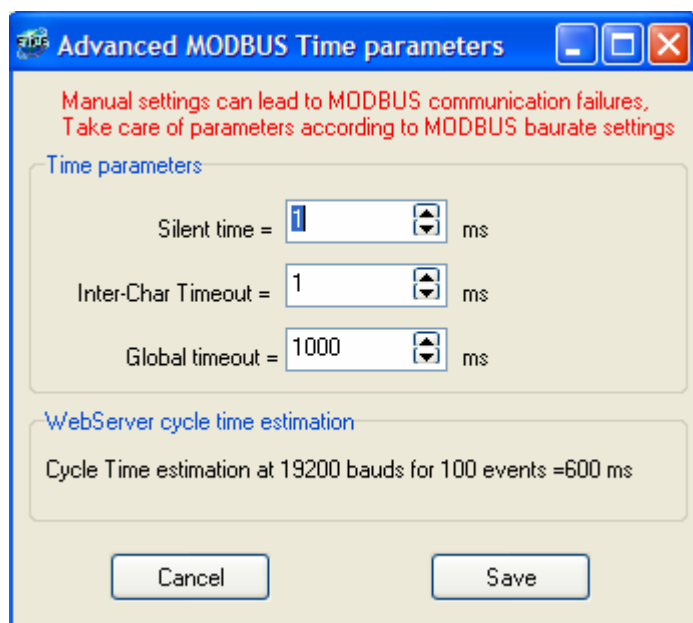 Advanced MODBUS Time parameters
Manual settings can lead to MODBUS communication failures,
Take care of parameters according to MODBUS baurate settings
Time parameters
Silent time = 1 ms
Inter-Char Timeout = 1 ms
Global timeout = 1000 ms
WebServer cycle time estimation
Cycle Time estimation at 19200 bauds for 100 events =600 ms
Cancel Save